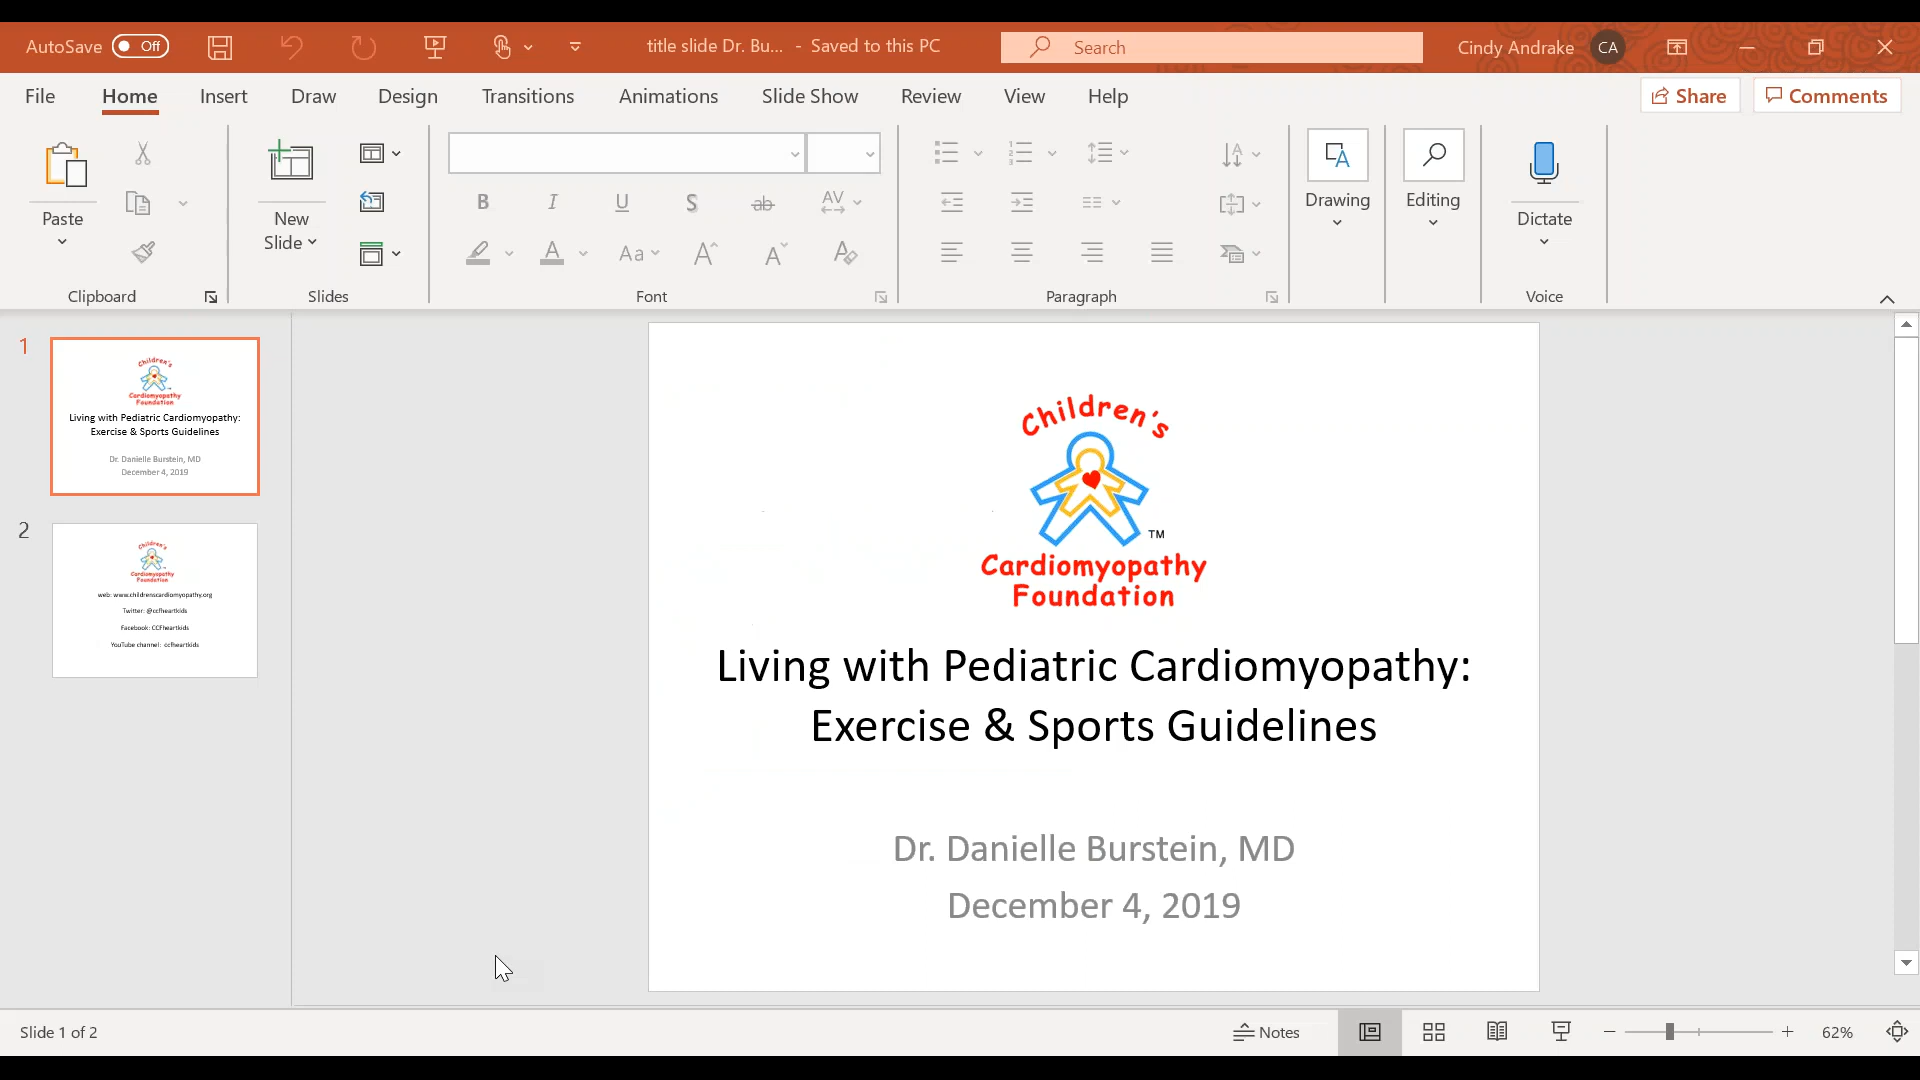 AutoSave Off title slide Dr. Bu... - Saved to this PC Search Cindy Andrake CA
File Home Insert Draw Design Transitions Animations Slide Show Review View Help Share Comments
Paste
New
Slide
B I U S ab AV
A Aa A A A
Drawing
Editing
Dictate
Clipboard Slides Font Paragraph Voice
1
Children's
Cardiomyopathy
Foundation
Living with Pediatric Cardiomyopathy:
Exercise & Sports Guidelines
Dr. Danielle Burstein, MD
December 4, 2019
2
Children's
Cardiomyopathy
Foundation
web: www.childrenscardiomyopathy.org
Twitter: @ccfheartkids
Facebook: CCFheartkids
YouTube channel: ccfheartkids
Children's
TM
Cardiomyopathy
Foundation
Living with Pediatric Cardiomyopathy:
Exercise & Sports Guidelines
Dr. Danielle Burstein, MD
December 4, 2019
Slide 1 of 2 Notes 62%